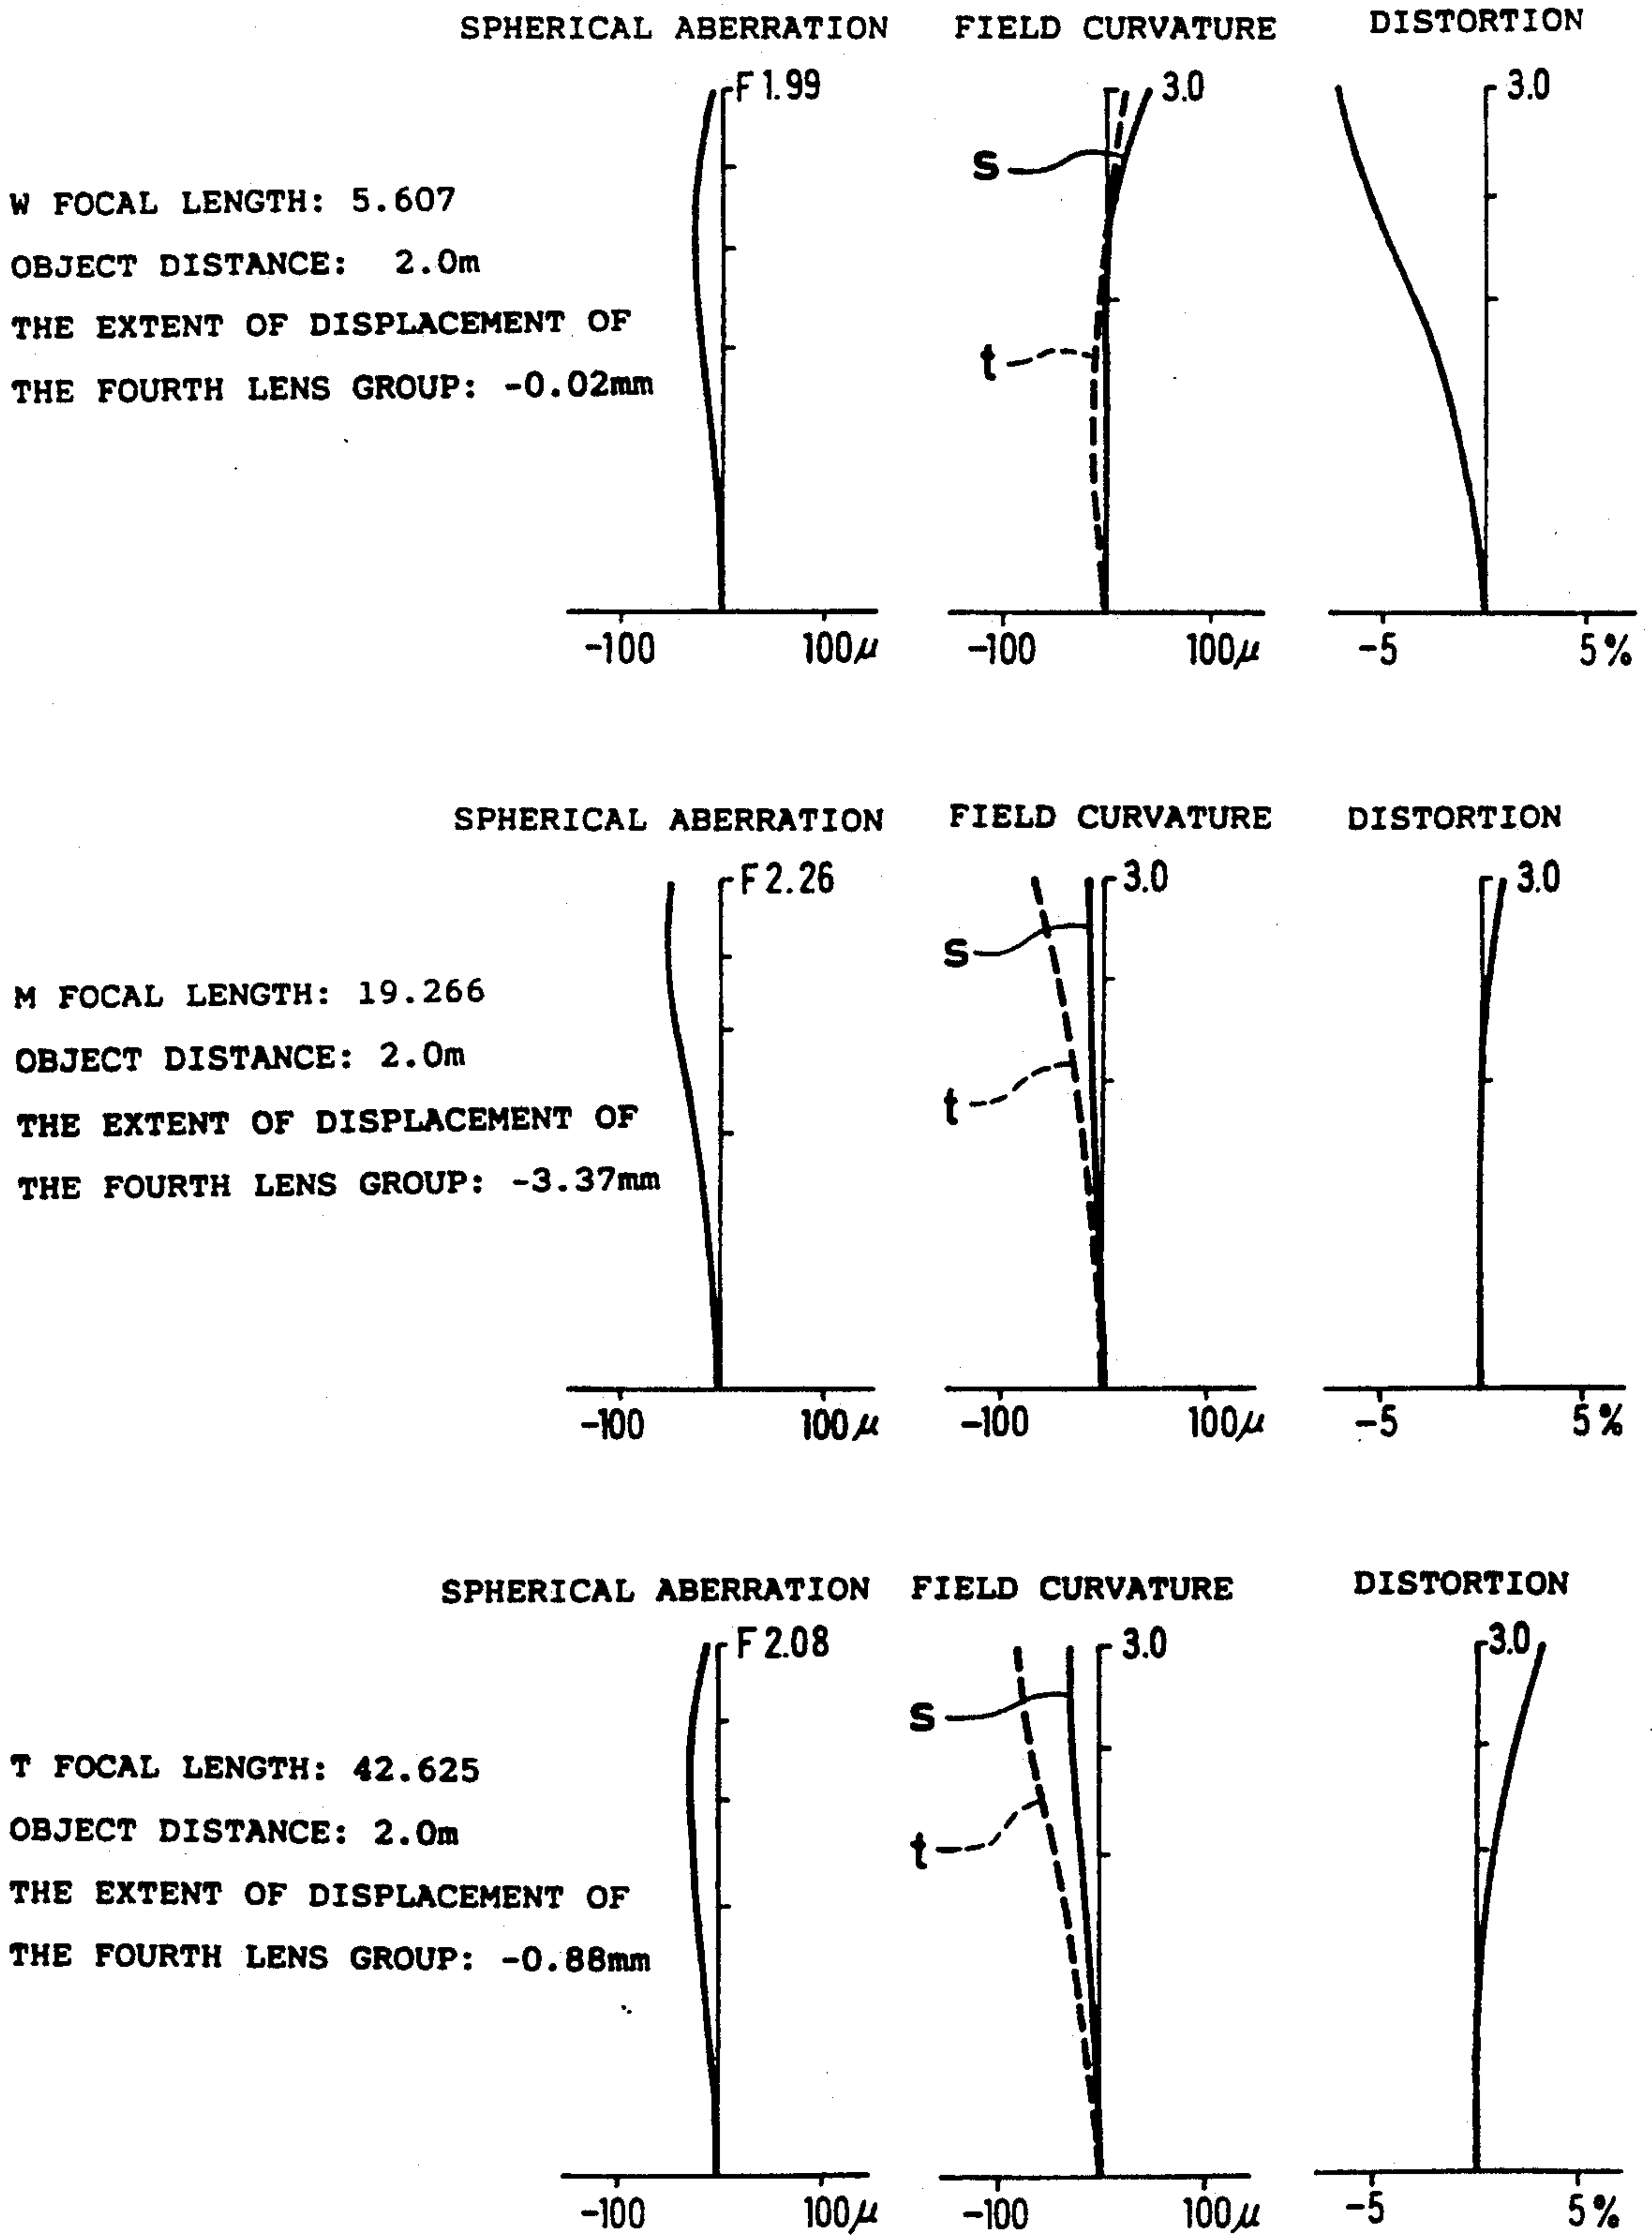 SPHERICAL ABERRATION FIELD CURVATURE DISTORTION
F 1.99 3.0 3.0
W FOCAL LENGTH: 5.607
OBJECT DISTANCE: 2.0m
THE EXTENT OF DISPLACEMENT OF
THE FOURTH LENS GROUP: -0.02mm
s
t
-100 100μ -100 100μ -5 5%
SPHERICAL ABERRATION FIELD CURVATURE DISTORTION
F 2.26 3.0 3.0
M FOCAL LENGTH: 19.266
OBJECT DISTANCE: 2.0m
THE EXTENT OF DISPLACEMENT OF
THE FOURTH LENS GROUP: -3.37mm
s
t
-100 100μ -100 100μ -5 5%
SPHERICAL ABERRATION FIELD CURVATURE DISTORTION
F 2.08 3.0 3.0
T FOCAL LENGTH: 42.625
OBJECT DISTANCE: 2.0m
THE EXTENT OF DISPLACEMENT OF
THE FOURTH LENS GROUP: -0.88mm
s
t
-100 100μ -100 100μ -5 5%